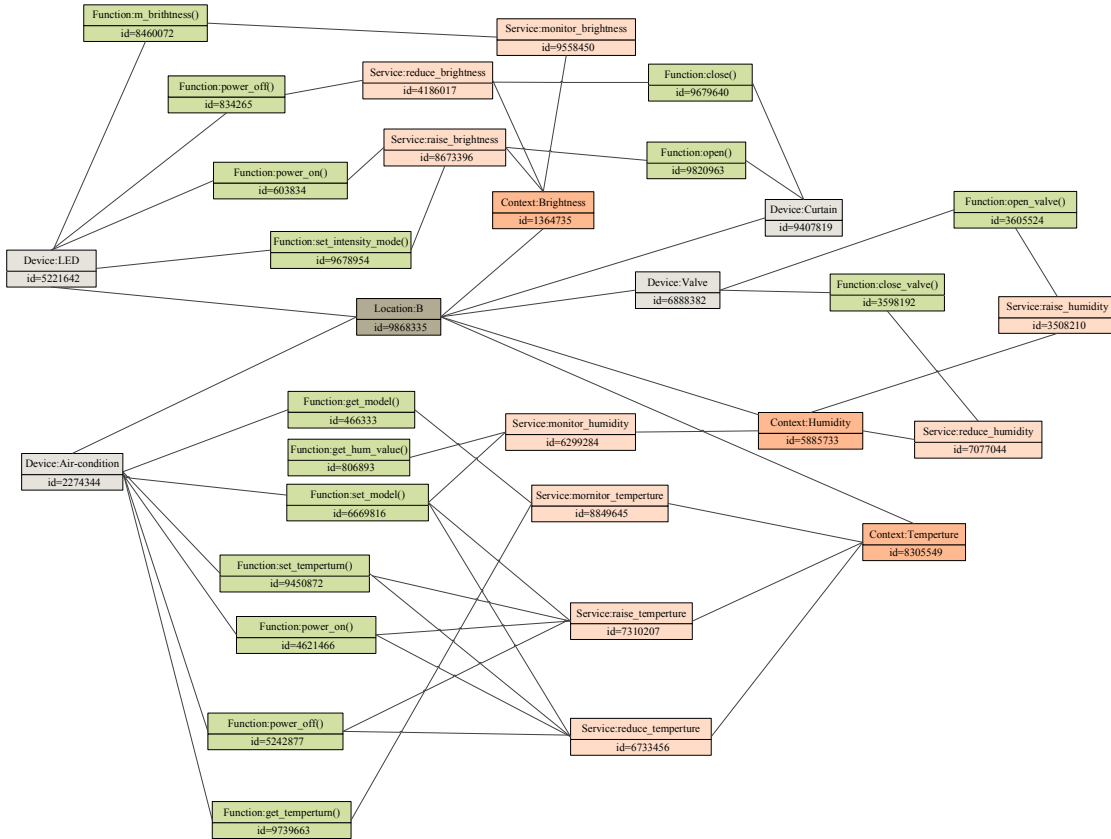 Function:m_brithtness()
id=8460072
Service:monitor_brightness
id=9558450
Function:power_off()
id=834265
Service:reduce_brightness
id=4186017
Function:close()
id=9679640
Service:raise_brightness
id=8673396
Function:open()
id=9820963
Function:power_on()
id=603834
Context:Brightness
id=1364735
Device:Curtain
id=9407819
Function:open_valve()
id=3605524
Function:set_intensity_mode()
id=9678954
Device:LED
id=5221642
Device:Valve
id=6888382
Function:close_valve()
id=3598192
Location:B
id=9868335
Service:raise_humidity
id=3508210
Function:get_model()
id=466333
Service:monitor_humidity
id=6299284
Context:Humidity
id=5885733
Service:reduce_humidity
id=7077044
Function:get_hum_value()
id=806893
Device:Air-condition
id=2274344
Function:set_model()
id=6669816
Service:mornitor_temperture
id=8849645
Context:Temperture
id=8305549
Function:set_temperturn()
id=9450872
Service:raise_temperture
id=7310207
Function:power_on()
id=4621466
Function:power_off()
id=5242877
Service:reduce_temperture
id=6733456
Function:get_temperturn()
id=9739663